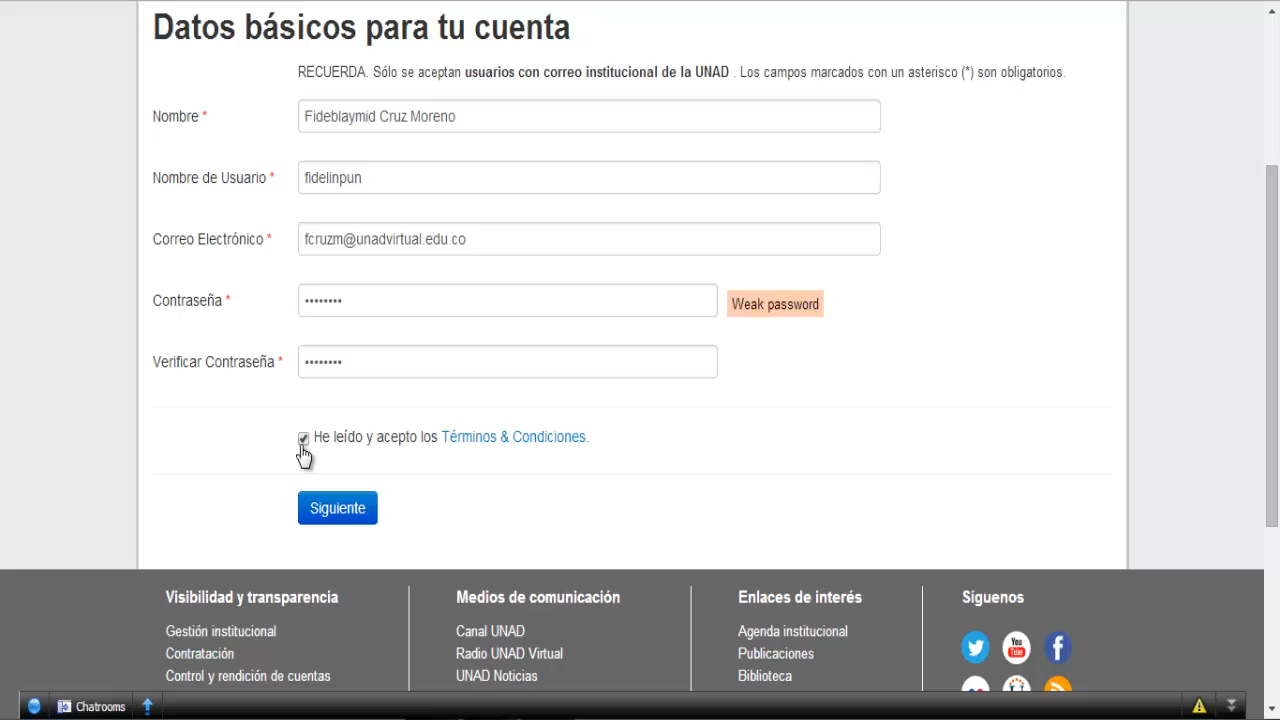 Datos básicos para tu cuenta
RECUERDA. Sólo se aceptan usuarios con correo institucional de la UNAD . Los campos marcados con un asterisco (*) son obligatorios.
Nombre *
Fideblaymid Cruz Moreno
Nombre de Usuario *
fidelinpun
Correo Electrónico *
fcruzm@unadvirtual.edu.co
Contraseña *
••••••••
Weak password
Verificar Contraseña *
••••••••
He leído y acepto los Términos & Condiciones.
Siguiente
Visibilidad y transparencia
Gestión institucional
Contratación
Control y rendición de cuentas
Medios de comunicación
Canal UNAD
Radio UNAD Virtual
UNAD Noticias
Enlaces de interés
Agenda institucional
Publicaciones
Biblioteca
Síguenos
You Tube
Chatrooms